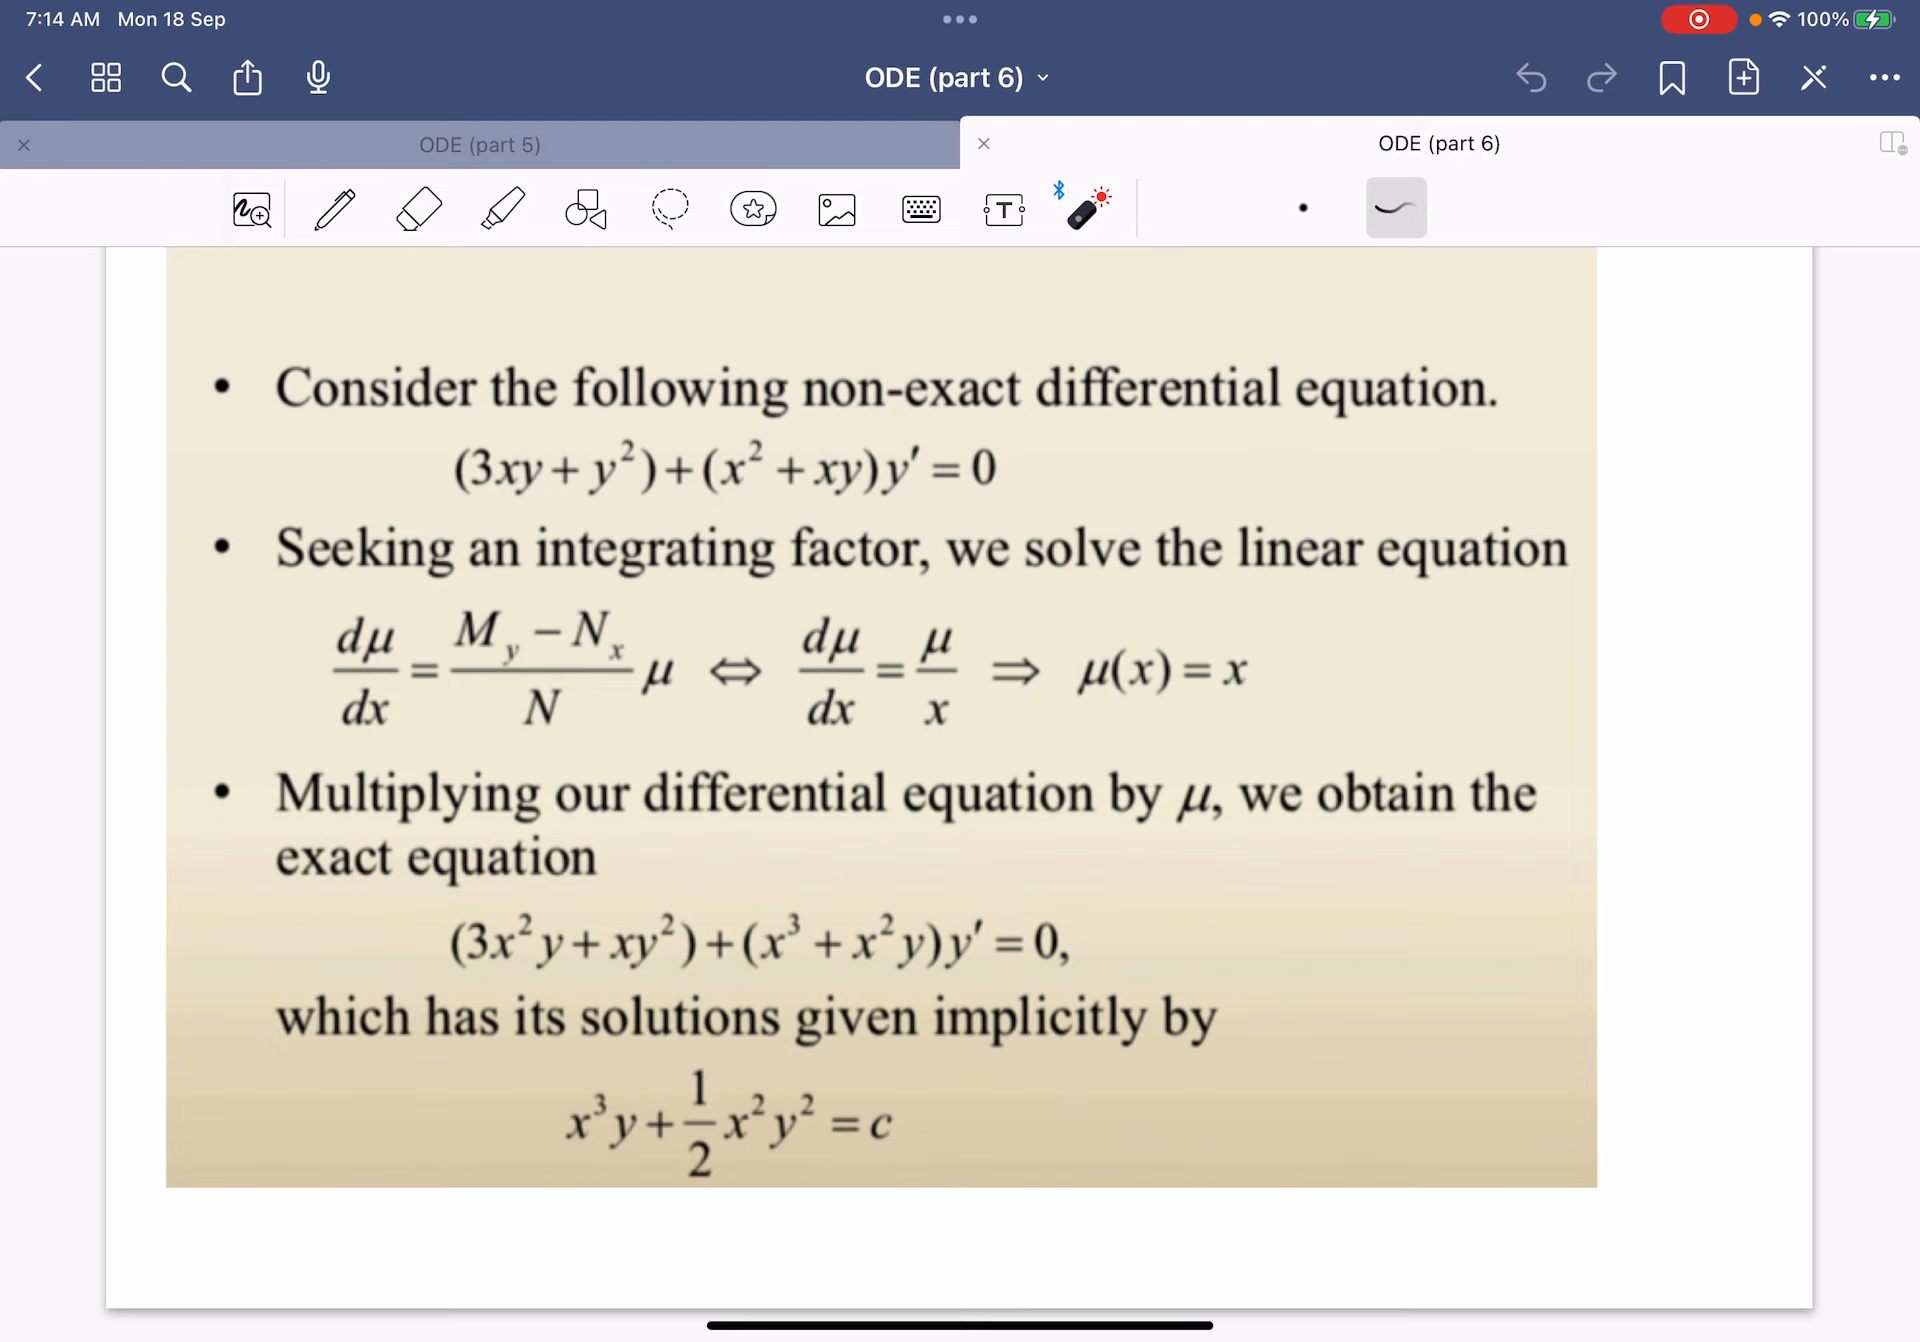 7:14 AM Mon 18 Sep
100%
ODE (part 6)
ODE (part 5)
ODE (part 6)
T
• Consider the following non-exact differential equation.
(3xy + y²) + (x² + xy)y′ = 0
• Seeking an integrating factor, we solve the linear equation
dμ/dx = (M_y − N_x)/N μ ⇔ dμ/dx = μ/x ⇒ μ(x) = x
• Multiplying our differential equation by μ, we obtain the
exact equation
(3x²y + xy²) + (x³ + x²y)y′ = 0,
which has its solutions given implicitly by
x³y + 1/2 x²y² = c